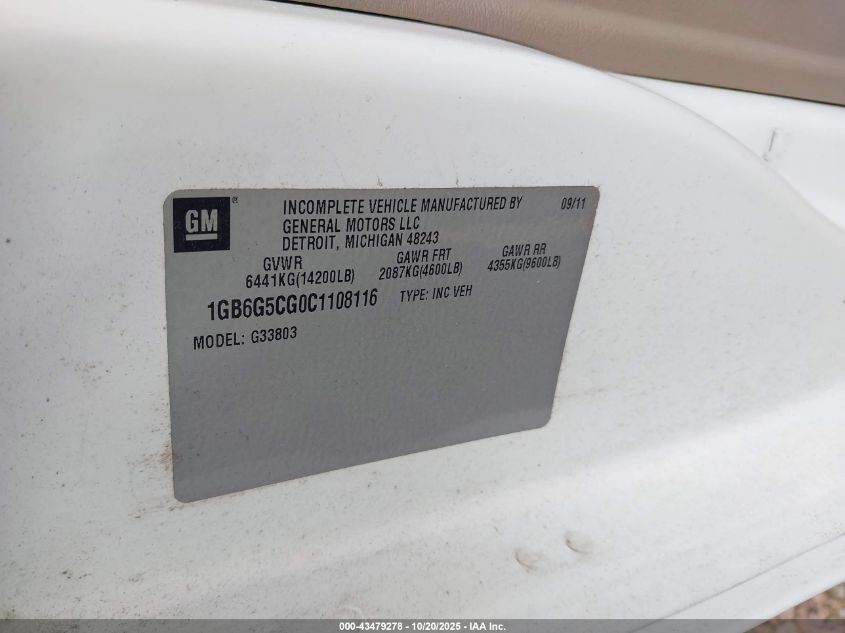 GM®
INCOMPLETE VEHICLE MANUFACTURED BY 09/11
GENERAL MOTORS LLC
DETROIT, MICHIGAN 48243
GVWR GAWR FRT GAWR RR
6441KG(14200LB) 2087KG(4600LB) 4355KG(9600LB)
1GB6G5CG0C1108116 TYPE: INC VEH
MODEL: G33803
000-43479278 - 10/20/2025 - IAA Inc.